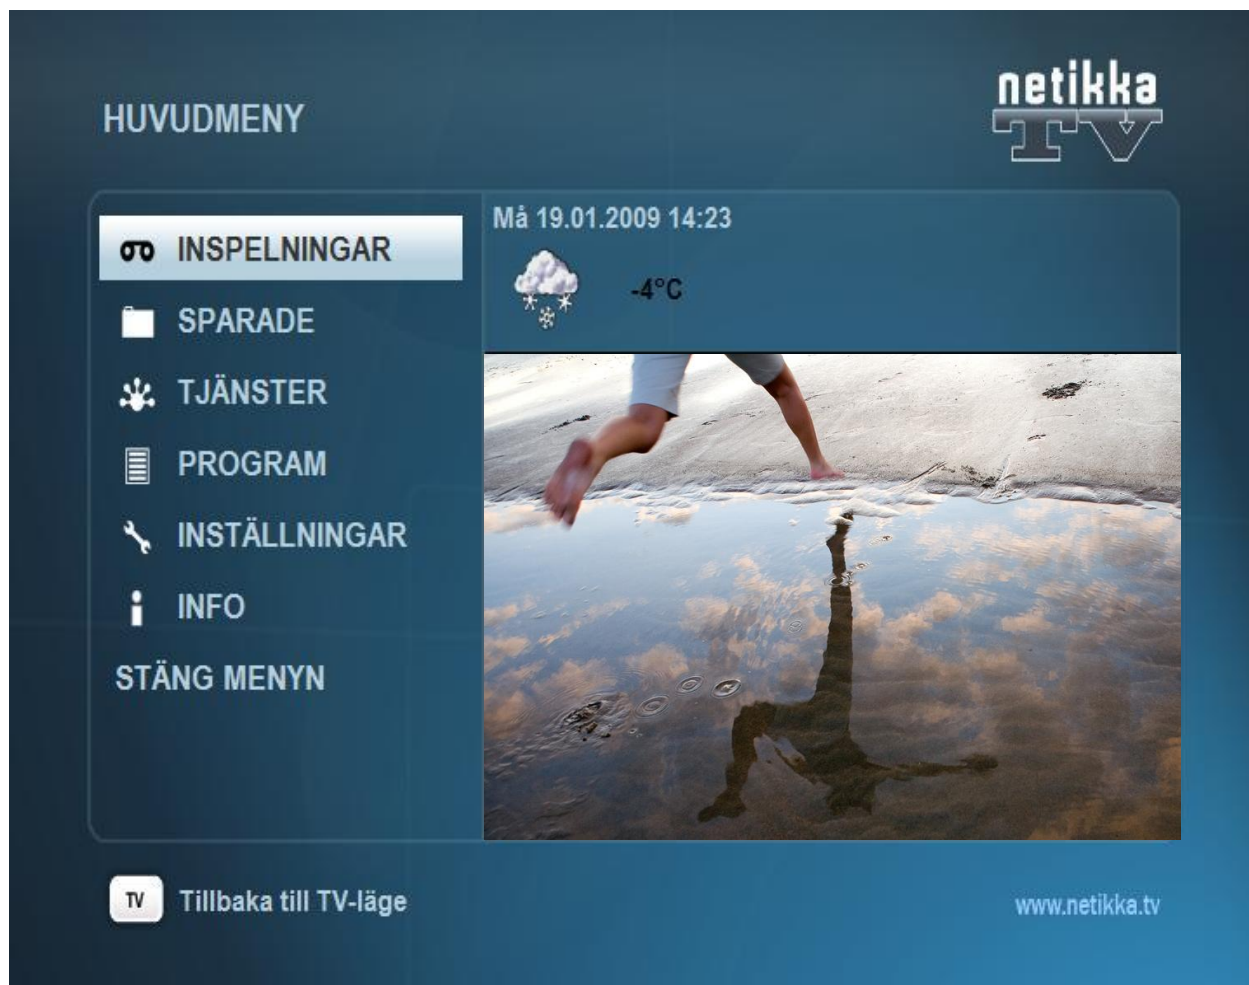 netikka
TV
HUVUDMENY
Må 19.01.2009 14:23
INSPELNINGAR
-4°C
SPARADE
TJÄNSTER
PROGRAM
INSTÄLLNINGAR
INFO
STÄNG MENYN
TV Tillbaka till TV-läge
www.netikka.tv